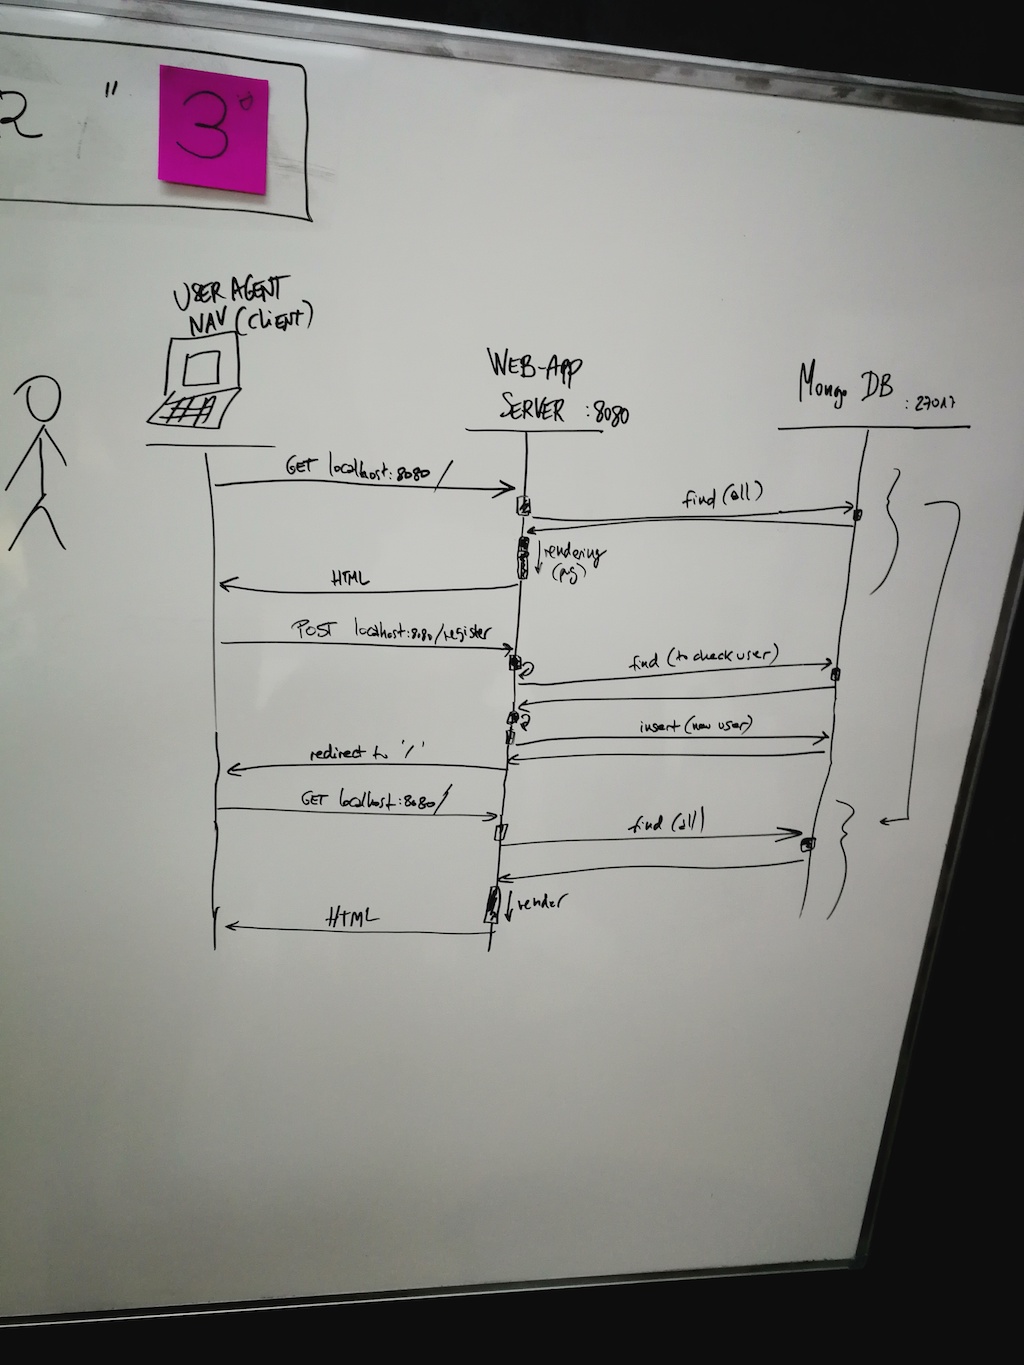 R "
3°
USER AGENT
NAV (CLIENT)
WEB-APP
SERVER :8080
Mongo DB :27017
GET localhost:8080/
find (all)
rendering
HTML
POST localhost:8080/register
find (to check user)
insert (new user)
redirect to '/'
GET localhost:8080/
find (all)
render
HTML